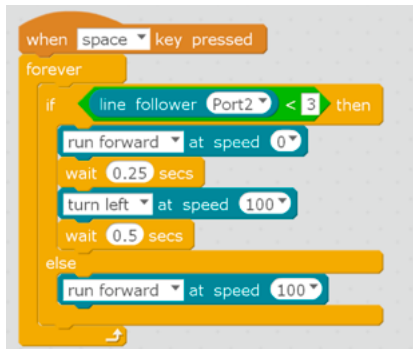 when space key pressed
forever
if line follower Port2 < 3 then
run forward at speed 0
wait 0.25 secs
turn left at speed 100
wait 0.5 secs
else
run forward at speed 100